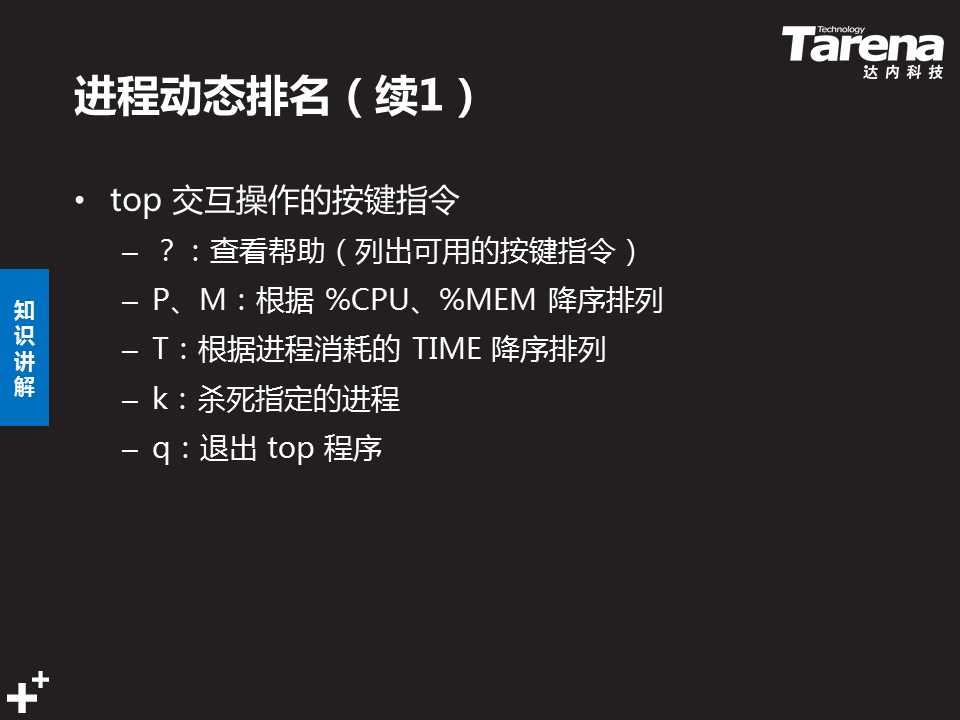 Technology
Tarena
达内科技
进程动态排名（续1）
• top 交互操作的按键指令
– ？：查看帮助（列出可用的按键指令）
– P、M：根据 %CPU、%MEM 降序排列
– T：根据进程消耗的 TIME 降序排列
– k：杀死指定的进程
– q：退出 top 程序
知识讲解